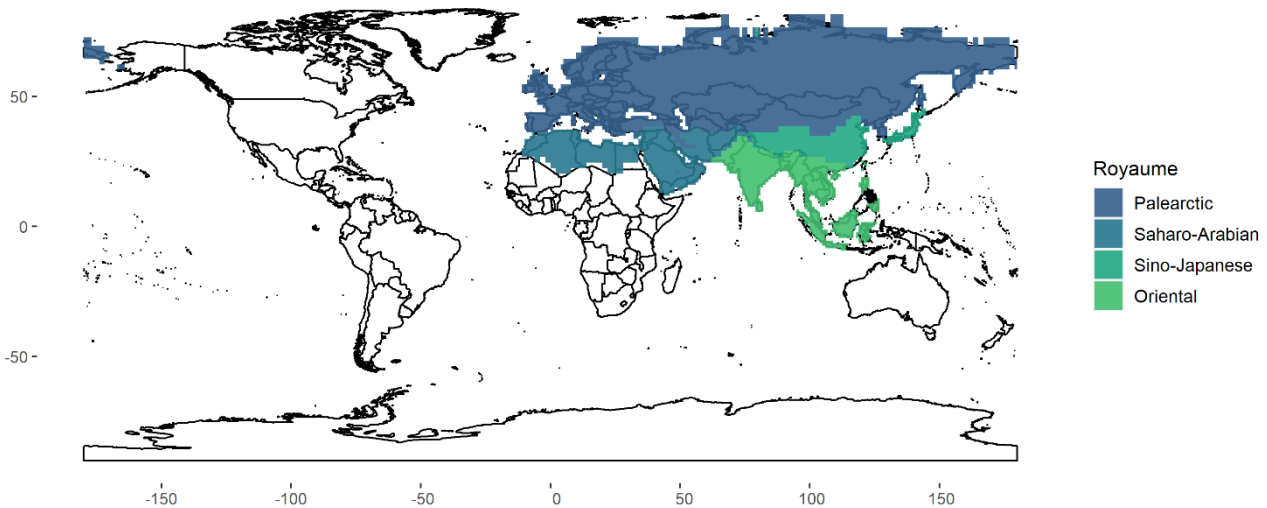 50 -
0 -
-50 -
-150
-100
-50
0
50
100
150
Royaume
Palearctic
Saharo-Arabian
Sino-Japanese
Oriental